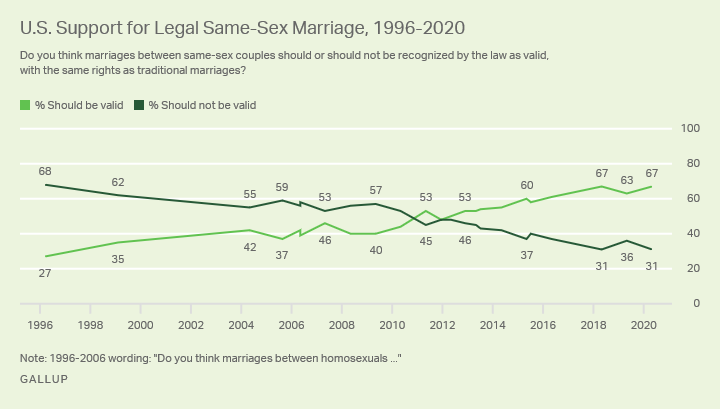 U.S. Support for Legal Same-Sex Marriage, 1996-2020
Do you think marriages between same-sex couples should or should not be recognized by the law as valid,
with the same rights as traditional marriages?
% Should be valid % Should not be valid
100
80
60
40
20
0
68 62 55 59 53 57 53 53 60 67 63 67
27 35 42 37 46 40 45 46 37 31 36 31
1996 1998 2000 2002 2004 2006 2008 2010 2012 2014 2016 2018 2020
Note: 1996-2006 wording: "Do you think marriages between homosexuals ..."
GALLUP